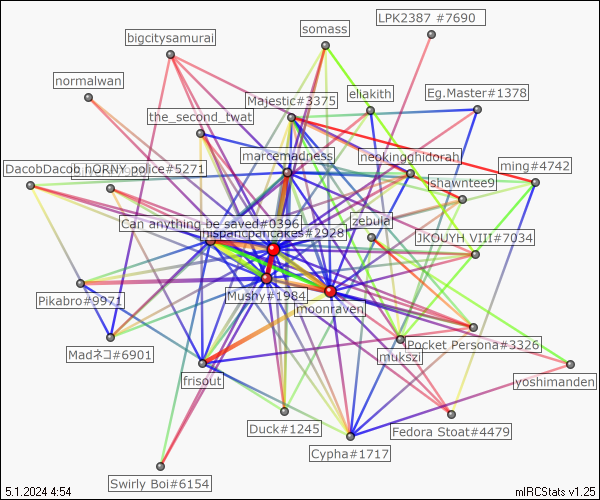 LPK2387 #7690
somass
bigcitysamurai
normalwan
eliakith
Eg.Master#1378
Majestic#3375
the_second_twat
marcemadness
neokingghidorah
ming#4742
DacobDacob
hORNY police#5271
shawntee9
Can anything be saved#0396
zebula
hispanopancakes#2928
JKOUYH VIII#7034
Pikabro#9971
Mushy#1984
moonraven
Madネコ#6901
mukszi
Pocket Persona#3326
frisout
yoshimanden
Duck#1245
Fedora Stoat#4479
Cypha#1717
Swirly Boi#6154
5.1.2024 4:54
mIRCStats v1.25